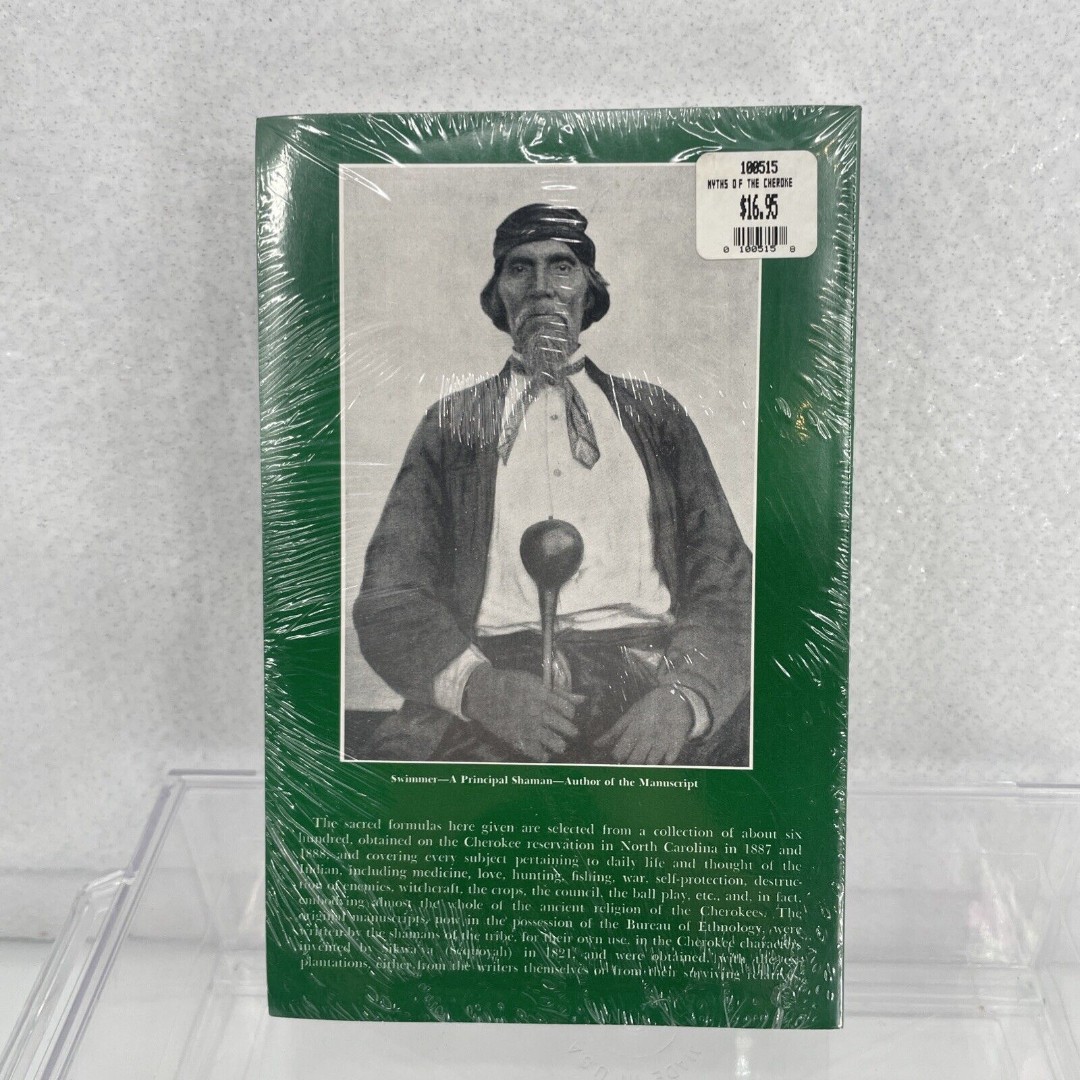 100515
MYTHS OF THE CHEROKE
$16.95
0 100515 8
Swimmer—A Principal Shaman—Author of the Manuscript
The sacred formulas here given are selected from a collection of about six
hundred, obtained on the Cherokee reservation in North Carolina in 1887 and
1888, and covering every subject pertaining to daily life and thought of the
Indian, including medicine, love, hunting, fishing, war, self-protection, destruc-
tion of enemies, witchcraft, the crops, the council, the ball play, etc., and, in fact,
embodying almost the whole of the ancient religion of the Cherokees. The
original manuscripts, now in the possession of the Bureau of Ethnology, were
written by the shamans of the tribe, for their own use, in the Cherokee characters
invented by Sikwa'ya (Sequoyah) in 1821, and were obtained, with the
plantations, either from the writers themselves or from their surviving